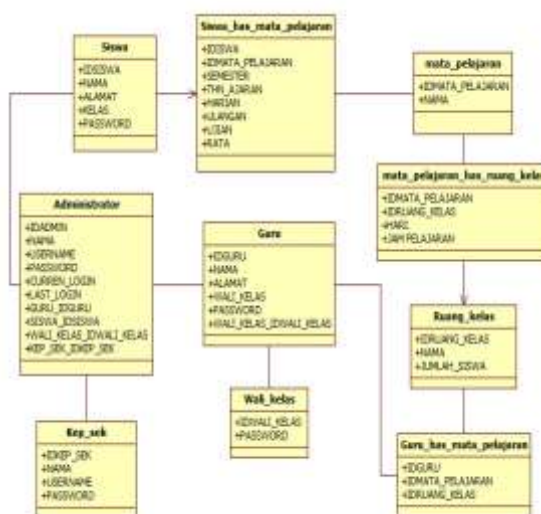 Siswa
+IDSISWA
+NAMA
+ALAMAT
+KELAS
+PASSWORD
Siswa_has_mata_pelajaran
+IDSISWA
+IDMATA_PELAJARAN
+SEMESTER
+THN_AJARAN
+HARIAN
+ULANGAN
+UJIAN
+RATA
mata_pelajaran
+IDMATA_PELAJARAN
+NAMA
mata_pelajaran_has_ruang_kelas
+IDMATA_PELAJARAN
+IDRUANG_KELAS
+HARI
+JAM PELAJARAN
Administrator
+IDADMIN
+NAMA
+USERNAME
+PASSWORD
+CURREN_LOGIN
+LAST_LOGIN
+GURU_IDGURU
+SISWA_IDSISWA
+WALI_KELAS_IDWALI_KELAS
+KEP_SEK_IDKEP_SEK
Guru
+IDGURU
+NAMA
+ALAMAT
+WALI_KELAS
+PASSWORD
+WALI_KELAS_IDWALI_KELAS
Ruang_kelas
+IDRUANG_KELAS
+NAMA
+JUMLAH_SISWA
Wali_kelas
+IDWALI_KELAS
+PASSWORD
Kep_sek
+IDKEP_SEK
+NAMA
+USERNAME
+PASSWORD
Guru_has_mata_pelajaran
+IDGURU
+IDMATA_PELAJARAN
+IDRUANG_KELAS